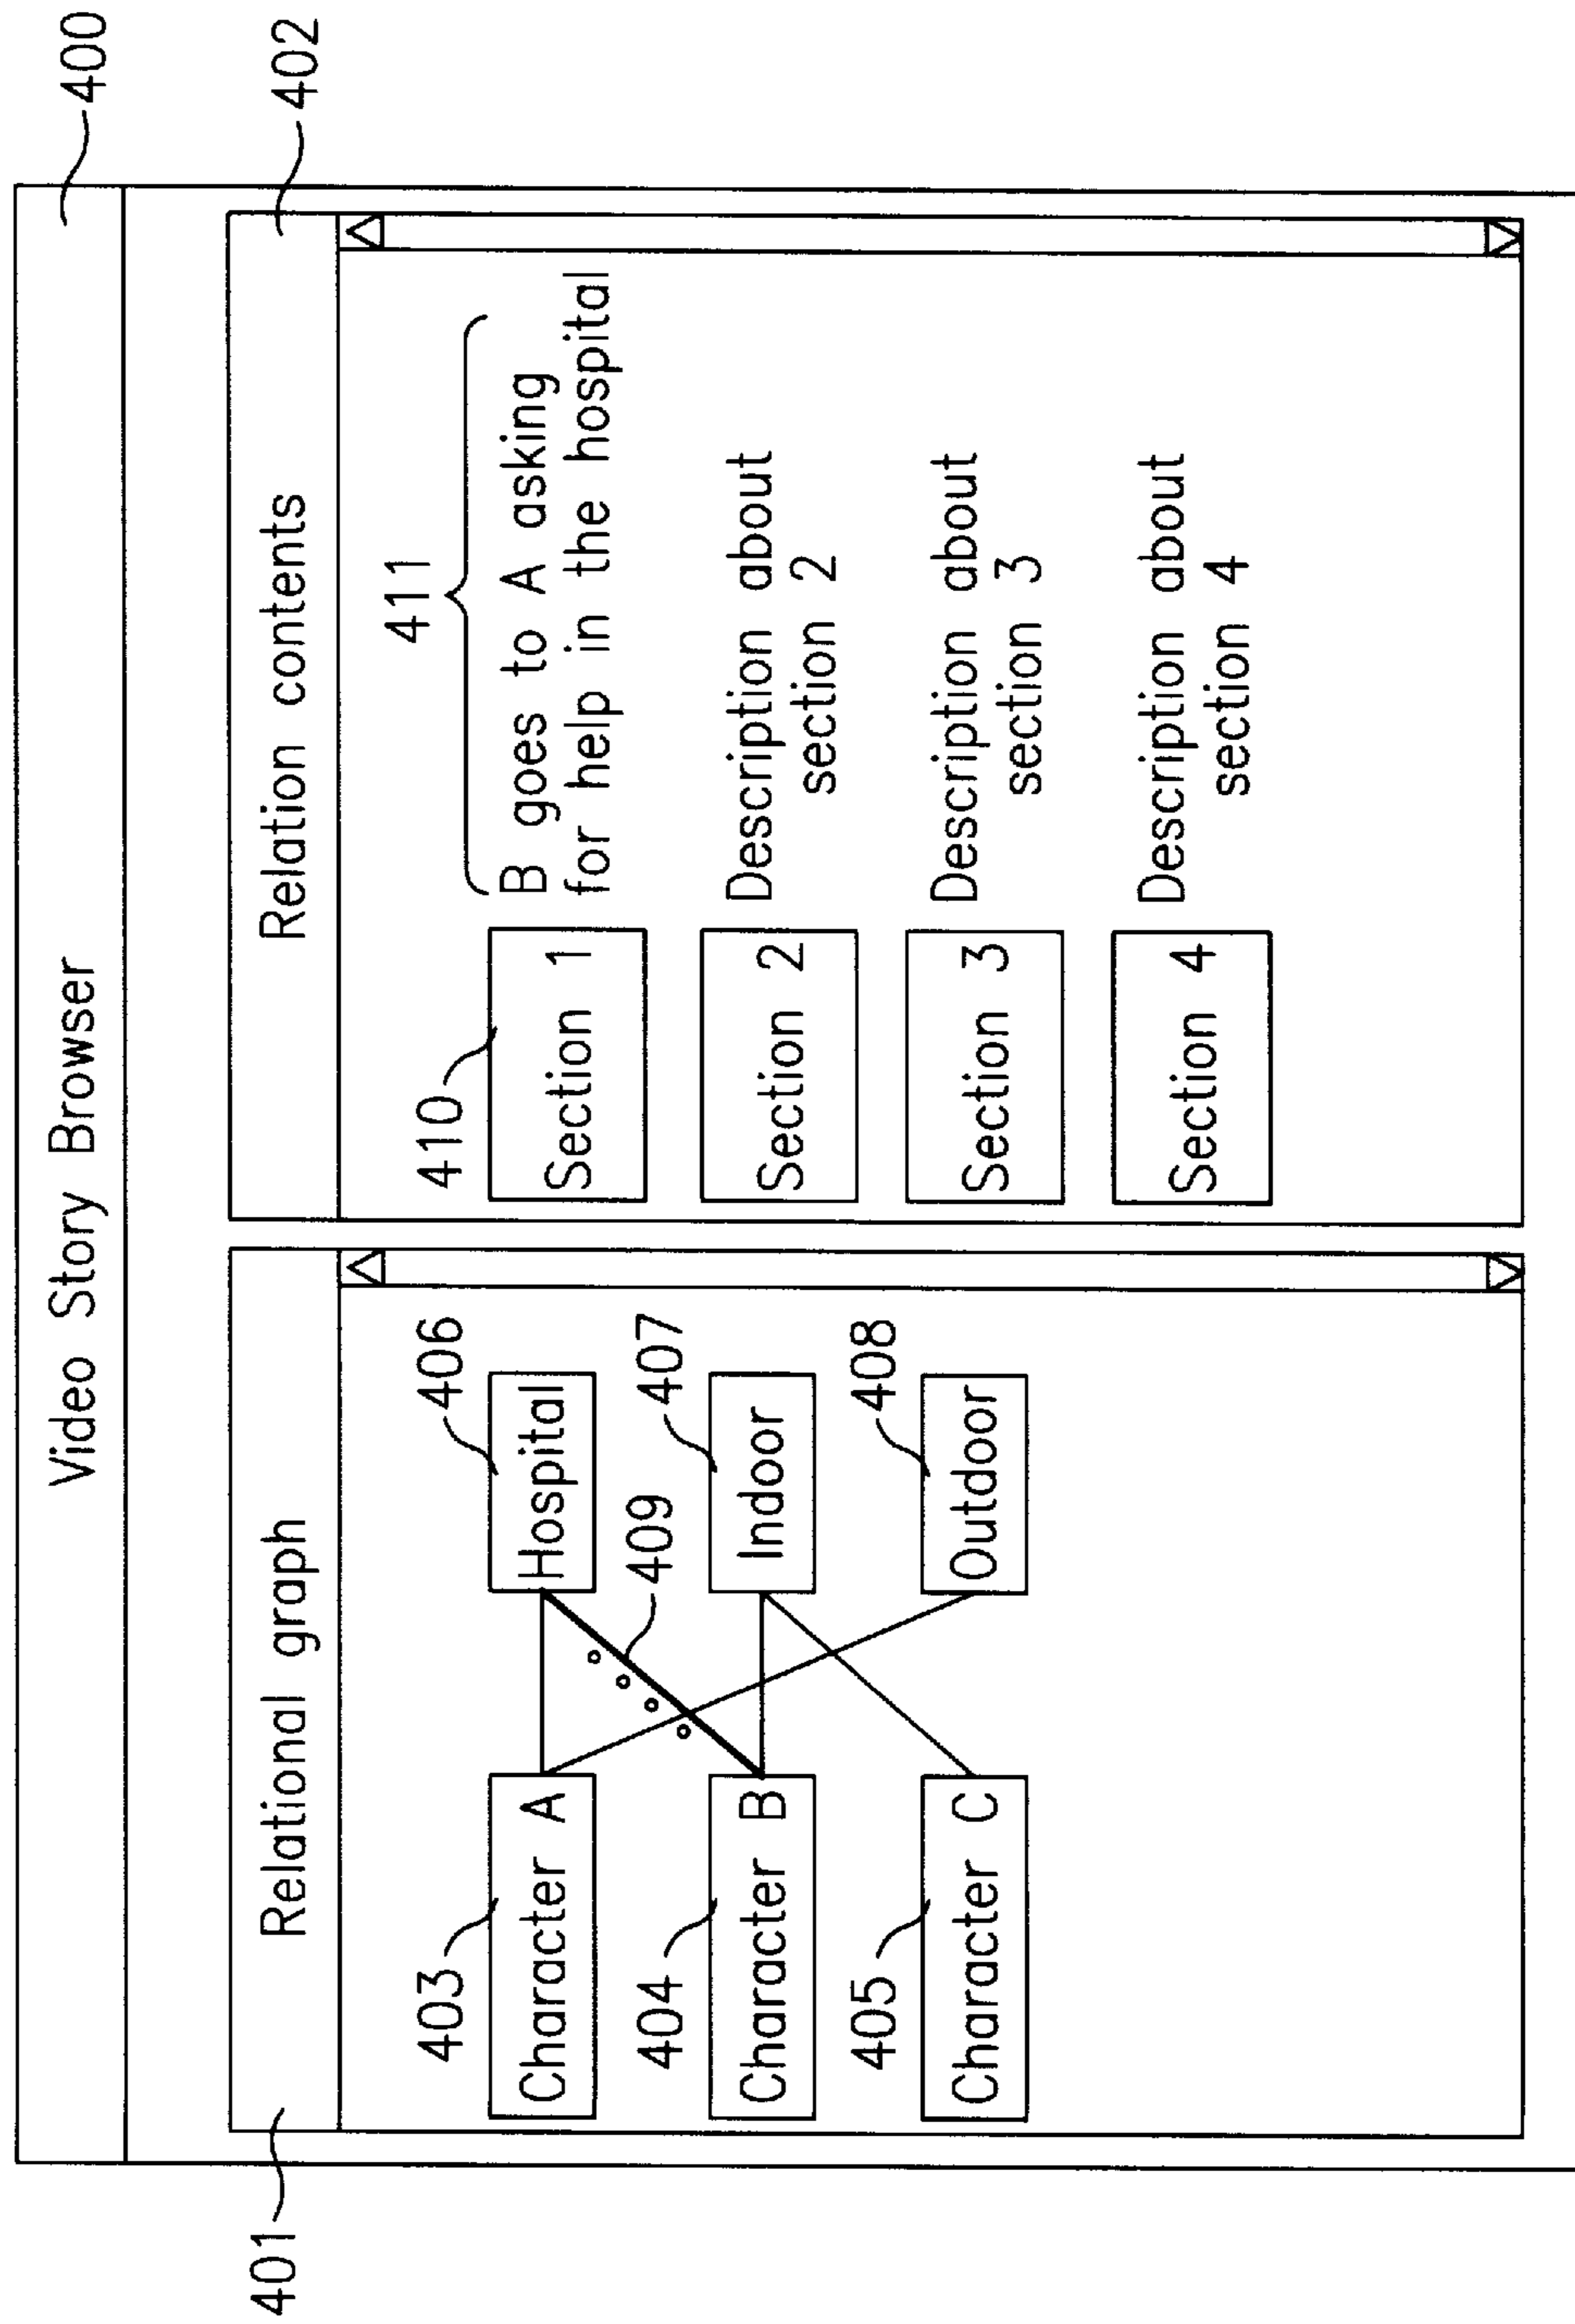 Video Story Browser
400
401
Relational graph
403
Character A
406
Hospital
409
404
Character B
407
Indoor
405
Character C
408
Outdoor
402
Relation contents
410
411
Section 1
B goes to A asking
for help in the hospital
Section 2
Description about
section 2
Section 3
Description about
section 3
Section 4
Description about
section 4